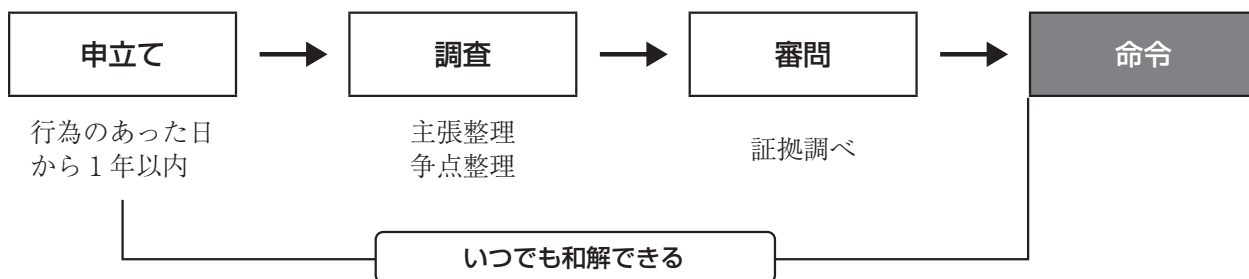 申立て
調査
審問
命令
行為のあった日
から1年以内
主張整理
争点整理
証拠調べ
いつでも和解できる